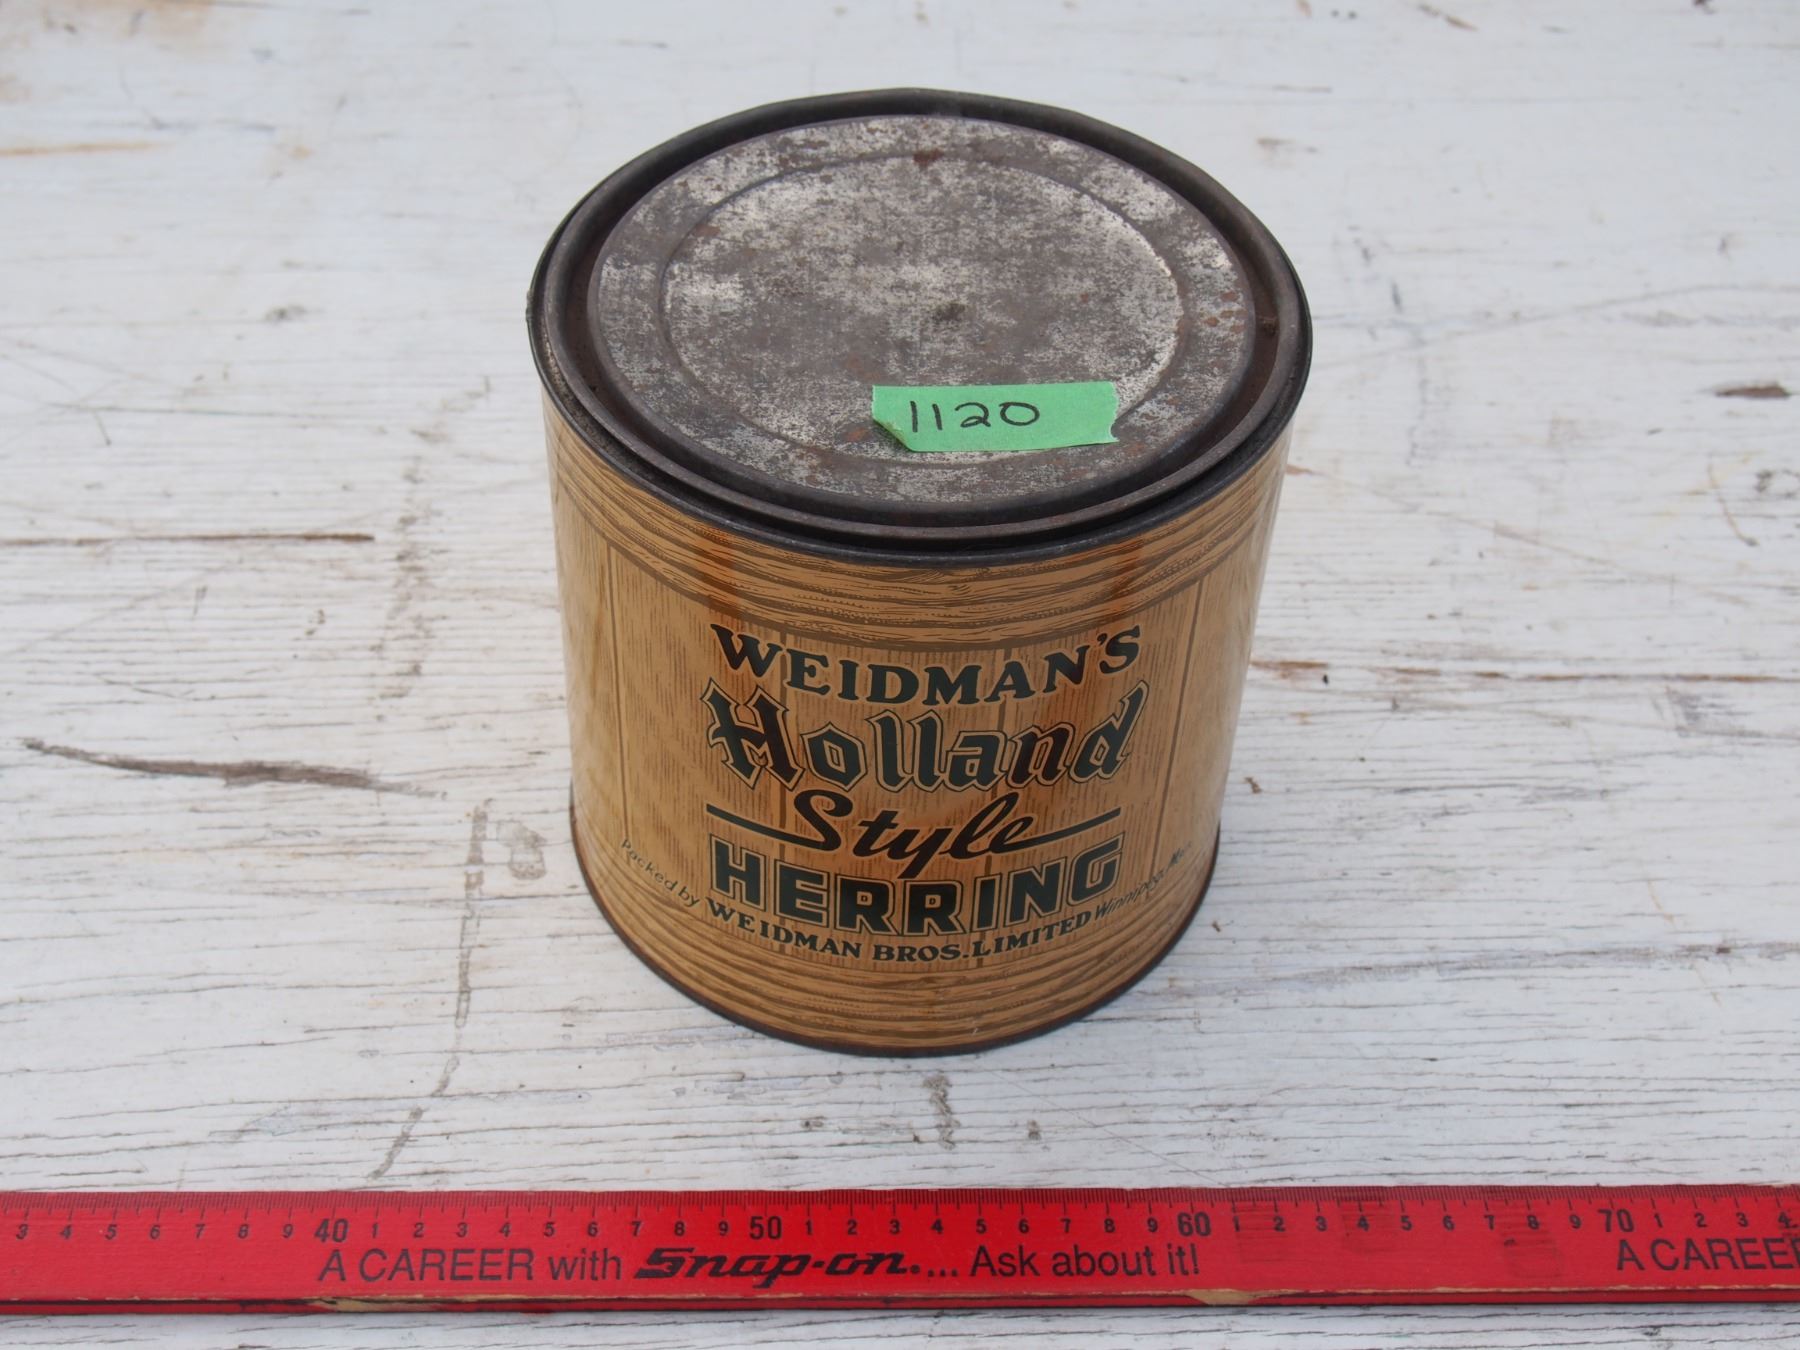 1120
WEIDMAN'S
Holland
Style
HERRING
Packed by WEIDMAN BROS. LIMITED Winnipeg, Man.
3 4 5 6 7 8 9 40 1 2 3 4 5 6 7 8 9 50 1 2 3 4 5 6 7 8 9 60 1 2 3 4 5 6 7 8 9 70 1 2 3 4
A CAREER with Snap-on.... Ask about it! A CAREE